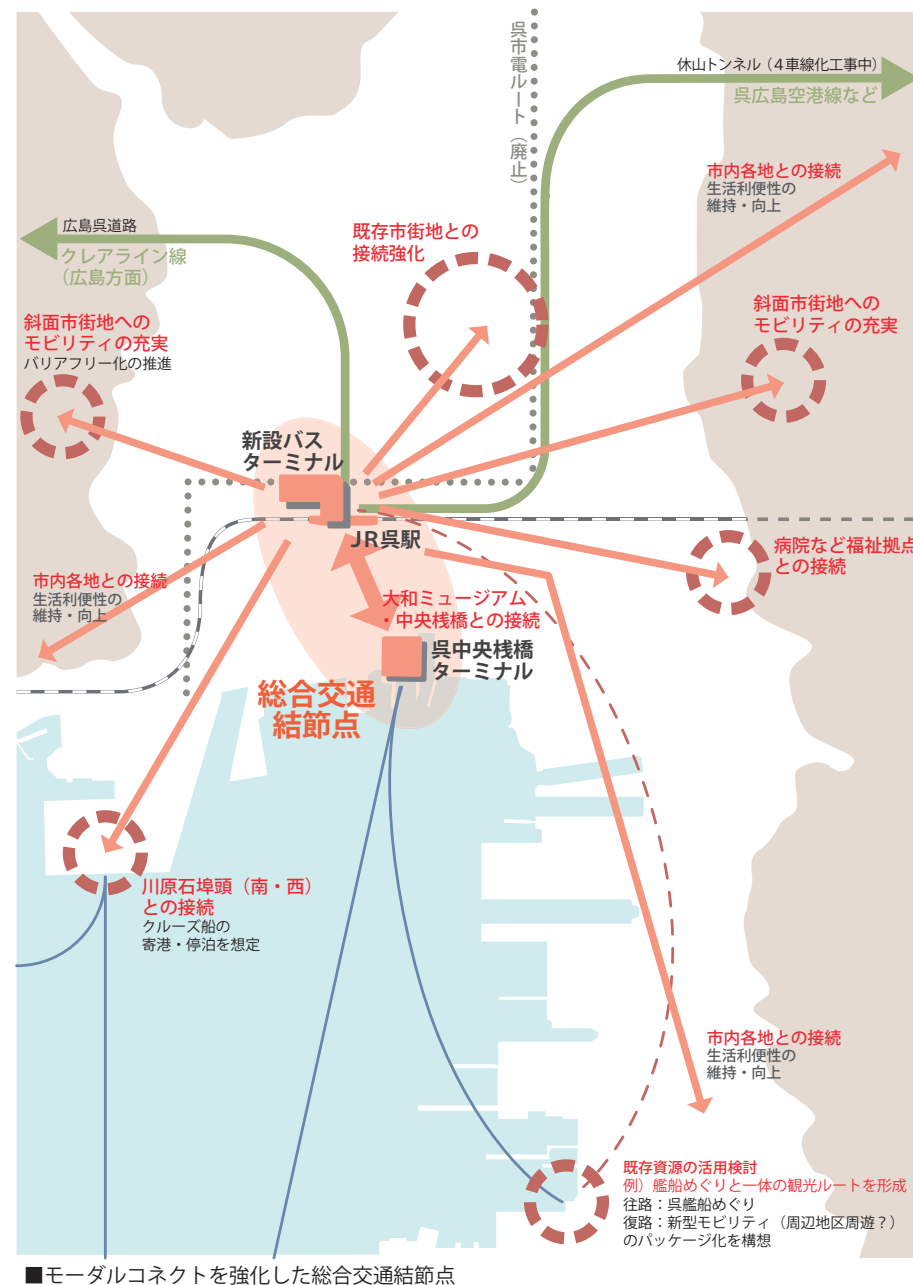 呉市電ルート（廃止）
休山トンネル（４車線化工事中）
呉広島空港線など
市内各地との接続
生活利便性の
維持・向上
広島呉道路
クレアライン線
（広島方面）
既存市街地との
接続強化
斜面市街地への
モビリティの充実
バリアフリー化の推進
斜面市街地への
モビリティの充実
新設バス
ターミナル
JR呉駅
病院など福祉拠点
との接続
市内各地との接続
生活利便性の
維持・向上
大和ミュージアム
・中央桟橋との接続
呉中央桟橋
ターミナル
総合交通
結節点
川原石埠頭（南・西）
との接続
クルーズ船の
寄港・停泊を想定
市内各地との接続
生活利便性の
維持・向上
既存資源の活用検討
例）艦船めぐりと一体の観光ルートを形成
往路：呉艦船めぐり
復路：新型モビリティ（周辺地区周遊？）
のパッケージ化を構想
■モーダルコネクトを強化した総合交通結節点